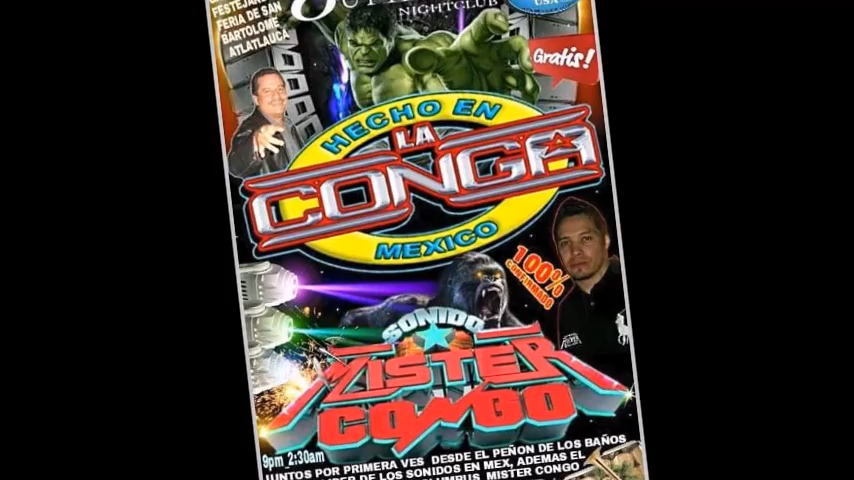 FERIA DE SAN
BARTOLOME
ATLATLAUCA
NIGHTCLUB
USA
Gratis!
HECHO EN
LA
CONGA
MEXICO
100%
CONFIRMADO
SONIDO
MISTER
CONGO
9pm 2:30am
JUNTOS POR PRIMERA VES DESDE EL PEÑON DE LOS BAÑOS
DE LOS SONIDOS EN MEX, ADEMAS EL
MISTER CONGO